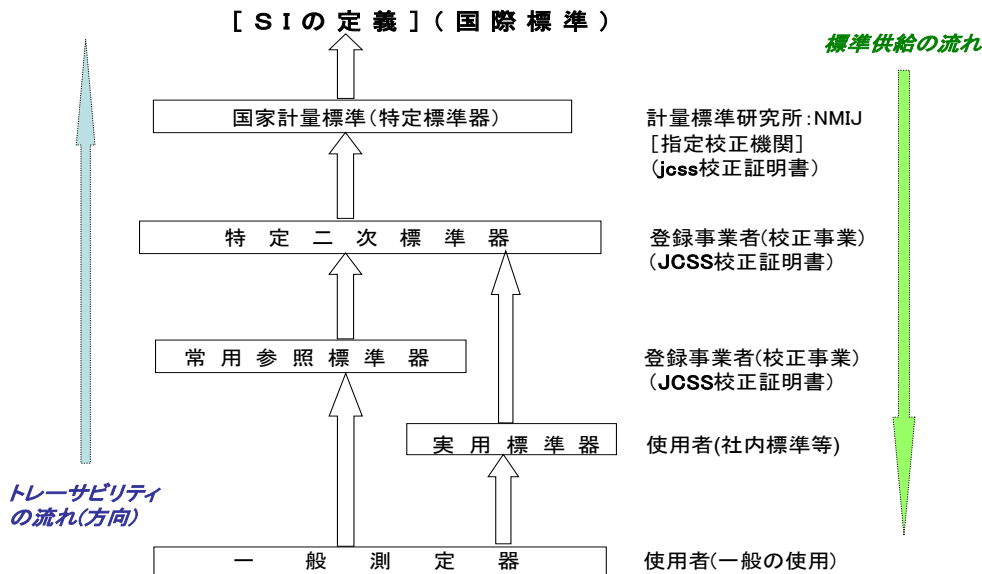 ［ＳＩの定義］（国際標準）
標準供給の流れ
国家計量標準（特定標準器）
計量標準研究所：NMIJ
［指定校正機関］
（jcss校正証明書）
特定二次標準器
登録事業者(校正事業)
（JCSS校正証明書）
常用参照標準器
登録事業者(校正事業)
（JCSS校正証明書）
実用標準器
使用者(社内標準等)
トレーサビリティ
の流れ(方向)
一般測定器
使用者(一般の使用)